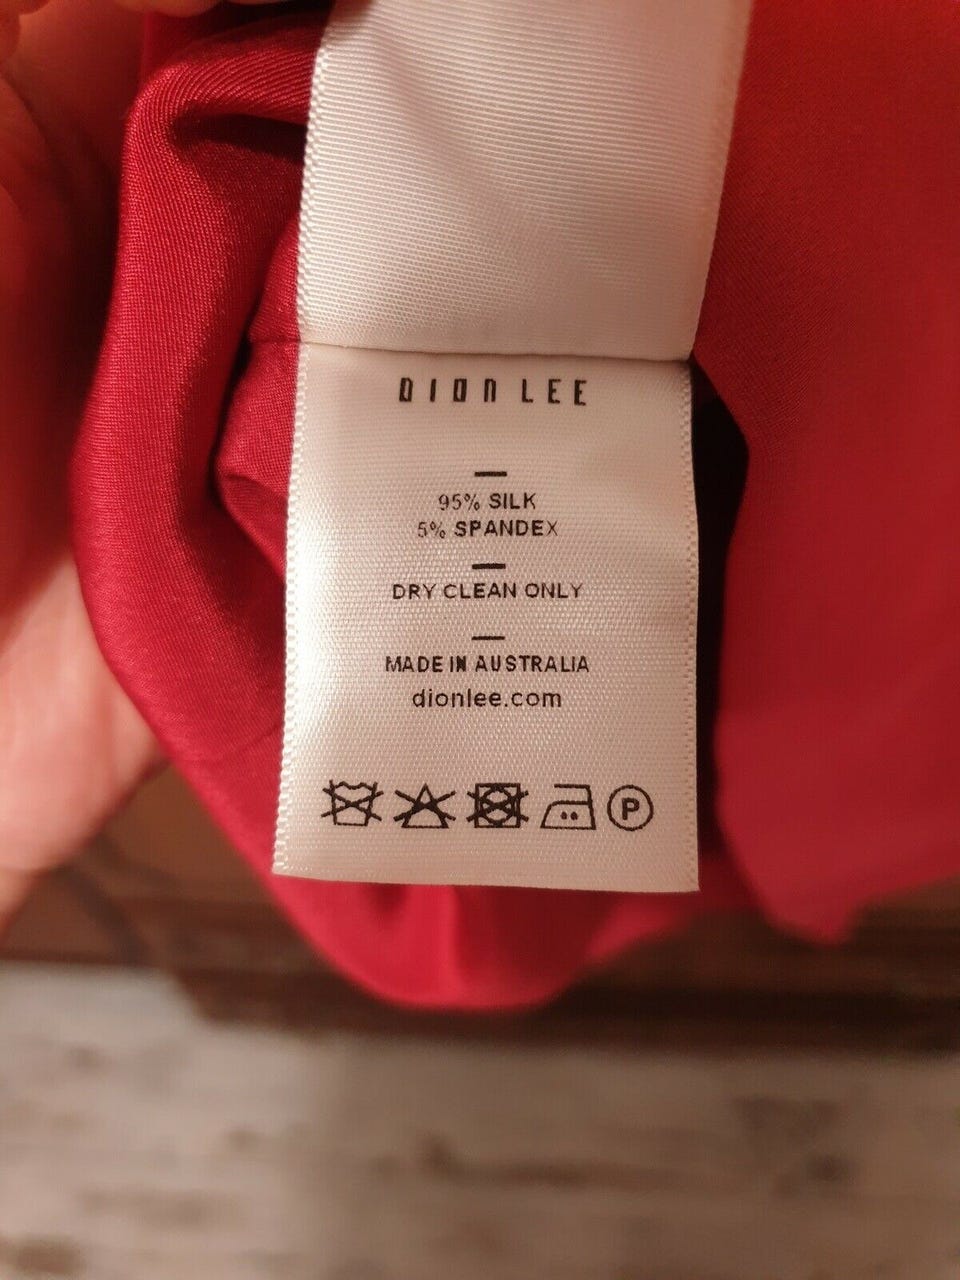 DION LEE
95% SILK
5% SPANDEX
DRY CLEAN ONLY
MADE IN AUSTRALIA
dionlee.com
P